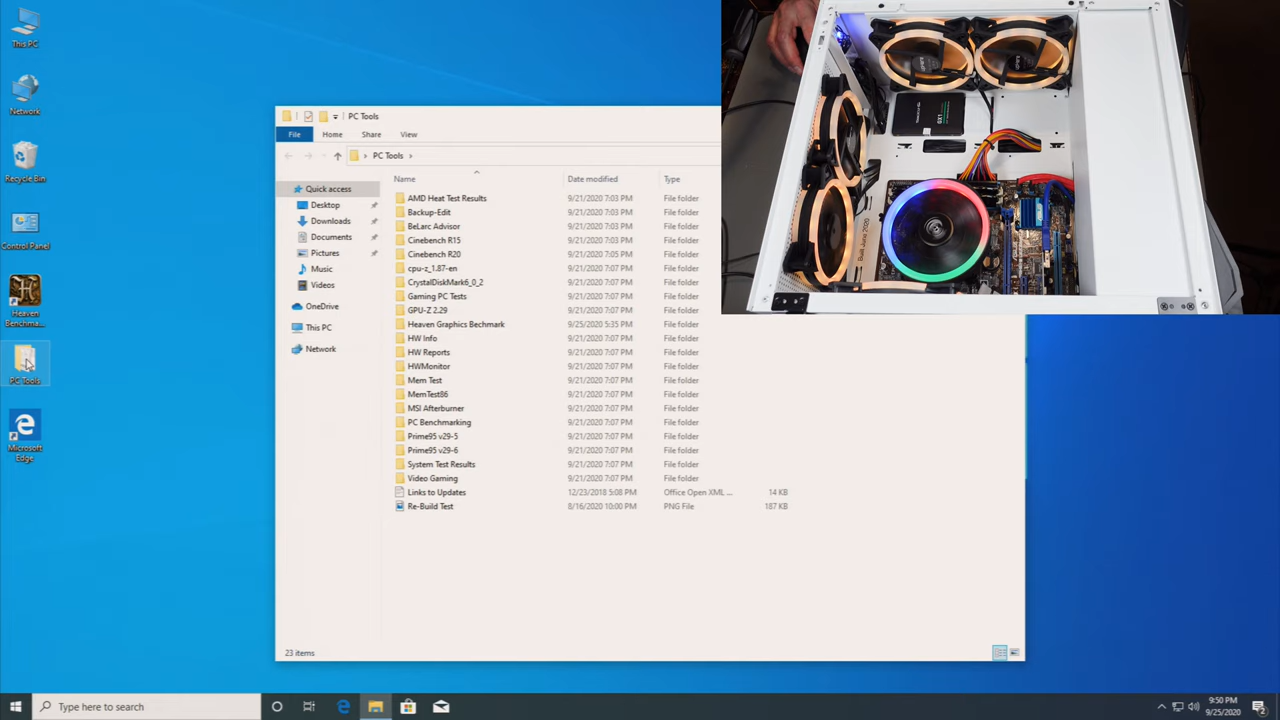 This PC
Network
Recycle Bin
Control Panel
Heaven
Benchma...
PC Tools
Microsoft
Edge
PC Tools
File Home Share View
PC Tools
Name Date modified Type
Quick access
Desktop
Downloads
Documents
Pictures
Music
Videos
OneDrive
This PC
Network
AMD Heat Test Results 9/21/2020 7:03 PM File folder
Backup-Edit 9/21/2020 7:03 PM File folder
BeLarc Advisor 9/21/2020 7:03 PM File folder
Cinebench R15 9/21/2020 7:03 PM File folder
Cinebench R20 9/21/2020 7:05 PM File folder
cpu-z_1.87-en 9/21/2020 7:07 PM File folder
CrystalDiskMark6_0_2 9/21/2020 7:07 PM File folder
Gaming PC Tests 9/21/2020 7:07 PM File folder
GPU-Z 2.29 9/21/2020 7:07 PM File folder
Heaven Graphics Bechmark 9/25/2020 5:35 PM File folder
HW Info 9/21/2020 7:07 PM File folder
HW Reports 9/21/2020 7:07 PM File folder
HWMonitor 9/21/2020 7:07 PM File folder
Mem Test 9/21/2020 7:07 PM File folder
MemTest86 9/21/2020 7:07 PM File folder
MSI Afterburner 9/21/2020 7:07 PM File folder
PC Benchmarking 9/21/2020 7:07 PM File folder
Prime95 v29-5 9/21/2020 7:07 PM File folder
Prime95 v29-6 9/21/2020 7:07 PM File folder
System Test Results 9/21/2020 7:07 PM File folder
Video Gaming 9/21/2020 7:07 PM File folder
Links to Updates 12/23/2018 5:08 PM Office Open XML ... 14 KB
Re-Build Test 8/16/2020 10:00 PM PNG File 187 KB
23 items
Built June 2020
Type here to search
9:50 PM
9/25/2020
2